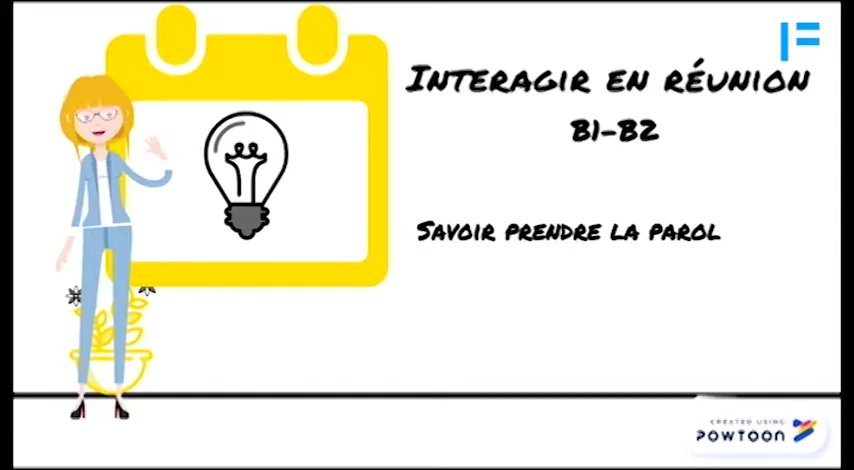 INTERAGIR EN RÉUNION
B1-B2
SAVOIR PRENDRE LA PAROL
CREATED USING
POWTOON